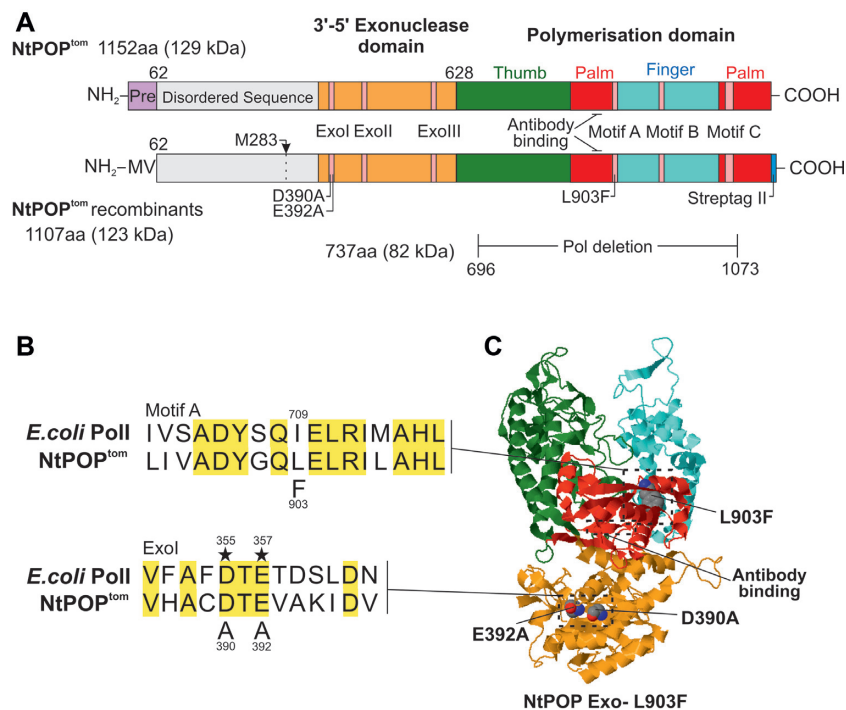 A
3'-5' Exonuclease
domain
Polymerisation domain
NtPOPtom 1152aa (129 kDa)
62
628
Thumb
Palm
Finger
Palm
NH2
Pre
Disordered Sequence
COOH
ExoI
ExoII
ExoIII
Antibody
binding
Motif A
Motif B
Motif C
62
M283
NH2–MV
COOH
D390A
E392A
L903F
Streptag II
NtPOPtom recombinants
1107aa (123 kDa)
737aa (82 kDa)
Pol deletion
696
1073
B
Motif A
709
E.coli PolI
IVSADYSQIELRIMAHL
NtPOPtom
LIVADYGQLELRILAHL
F
903
ExoI
355
357
★ ★
E.coli PolI
VFAFDTETDSLDN
NtPOPtom
VHACDTEVAKIDV
A A
390
392
C
L903F
Antibody
binding
E392A
D390A
NtPOP Exo- L903F